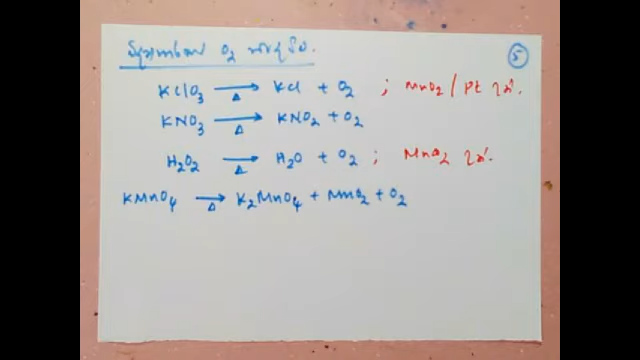 O₂
5
KClO₃ →Δ KCl + O₂ ; MnO₂ / Pt
KNO₃ →Δ KNO₂ + O₂
H₂O₂ →Δ H₂O + O₂ ; MnO₂
KMnO₄ →Δ K₂MnO₄ + MnO₂ + O₂